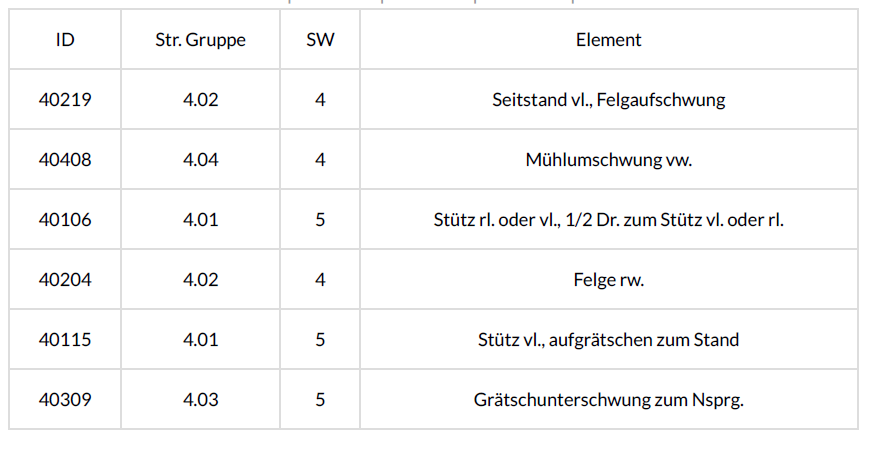 ID Str. Gruppe SW Element
40219 4.02 4 Seitstand vl., Felgaufschwung
40408 4.04 4 Mühlumschwung vw.
40106 4.01 5 Stütz rl. oder vl., 1/2 Dr. zum Stütz vl. oder rl.
40204 4.02 4 Felge rw.
40115 4.01 5 Stütz vl., aufgrätschen zum Stand
40309 4.03 5 Grätschunterschwung zum Nsprg.